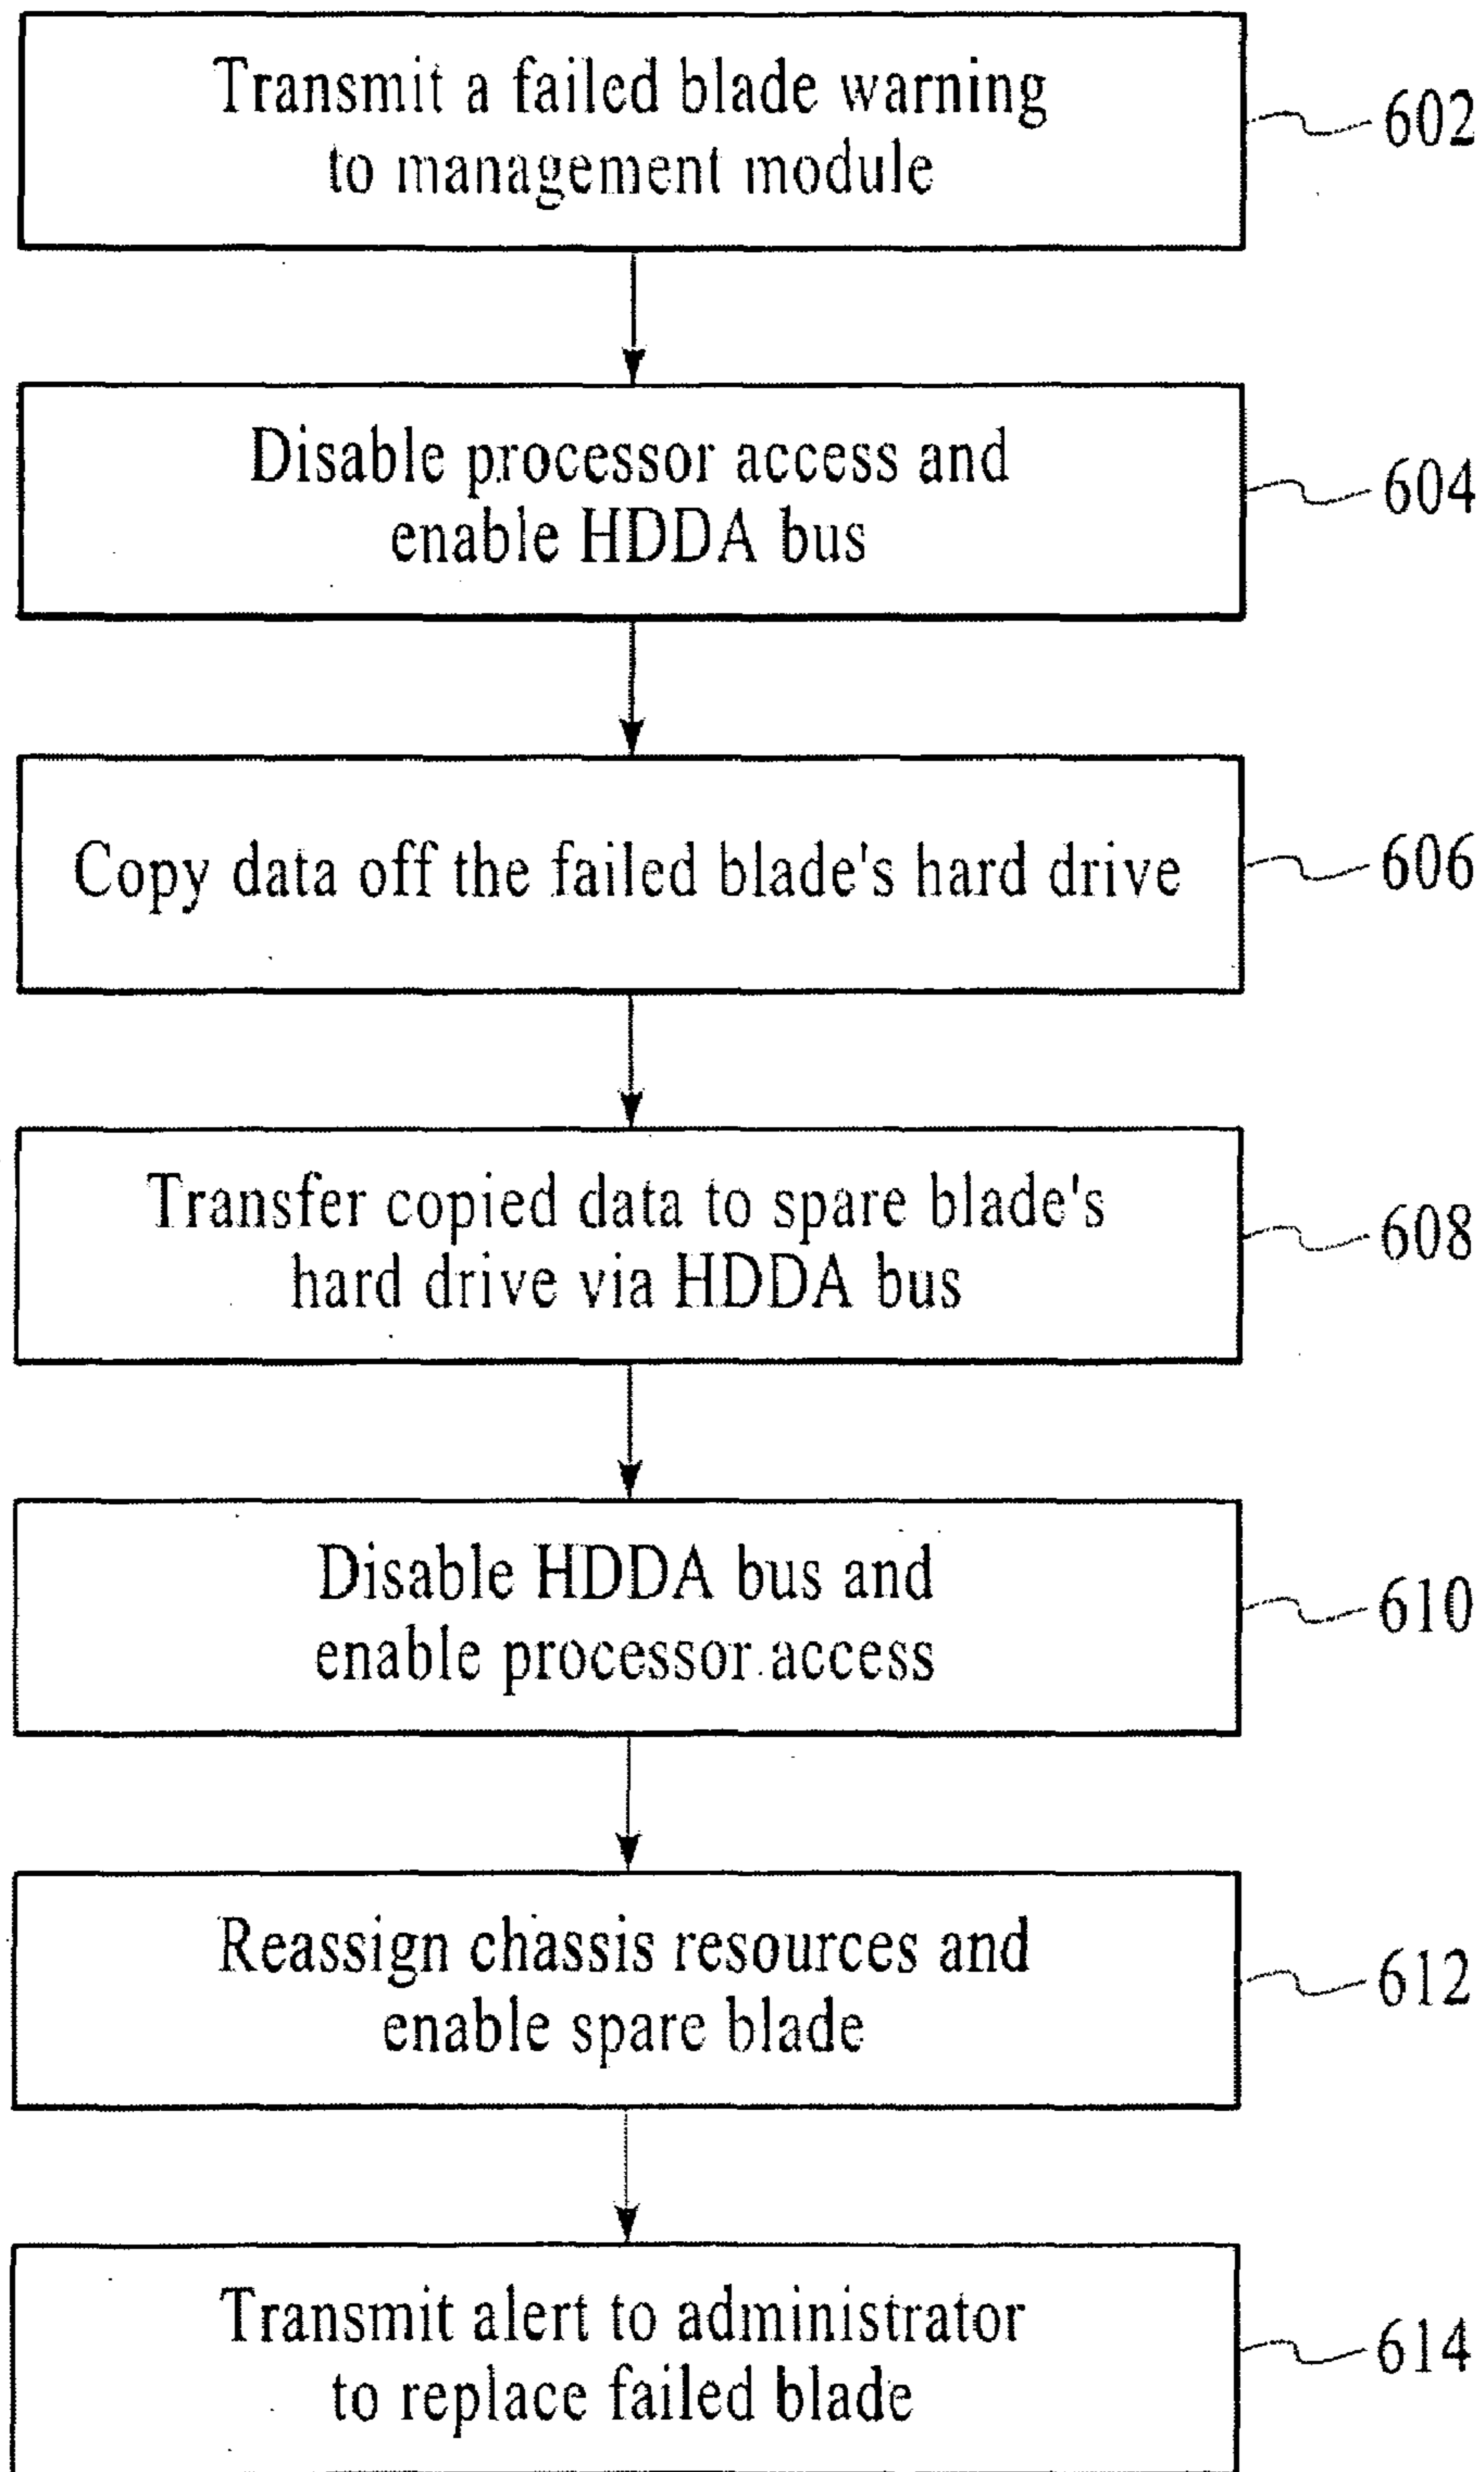 Transmit a failed blade warning
to management module
602
Disable processor access and
enable HDDA bus
604
Copy data off the failed blade's hard drive
606
Transfer copied data to spare blade's
hard drive via HDDA bus
608
Disable HDDA bus and
enable processor access
610
Reassign chassis resources and
enable spare blade
612
Transmit alert to administrator
to replace failed blade
614